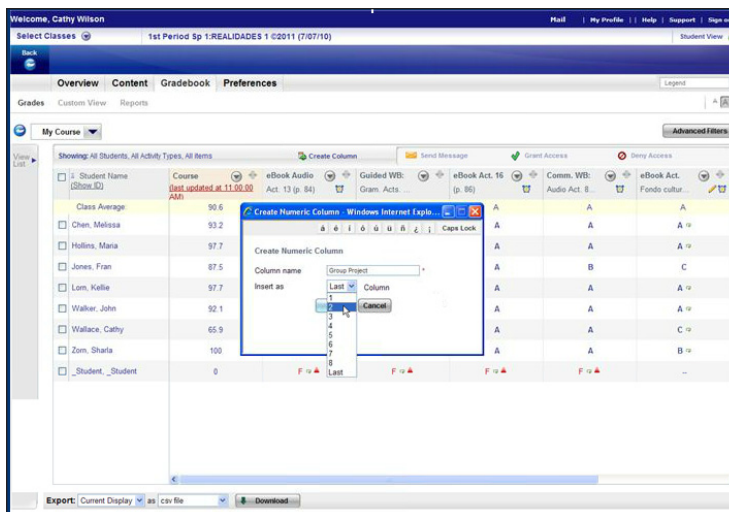 Welcome, Cathy Wilson
Mail | My Profile | | Help | Support | Sign o
Select Classes
1st Period Sp 1:REALIDADES 1 ©2011 (7/07/10)
Student View
Back
Overview Content Gradebook Preferences
Legend
Grades Custom View Reports
A A
My Course
Advanced Filters
View List
Showing: All Students, All Activity Types, All Items
Create Column
Send Message
Grant Access
Deny Access
Student Name
(Show ID)
Course
(last updated at 11:00:00 AM)
eBook Audio
Act. 13 (p. 84)
Guided WB:
Gram. Acts. ...
eBook Act. 16
(p. 86)
Comm. WB:
Audio Act. 8...
eBook Act.
Fondo cultur...
Class Average: 90.6 A A A
Chen, Melissa 93.2 A A A
Hollins, Maria 97.7 A A A
Jones, Fran 87.5 A B C
Lom, Kellie 97.7 A A A
Walker, John 92.1 A A A
Wallace, Cathy 65.9 A A C
Zom, Sharla 100 A A B
_Student, _Student 0 F F F F --
Create Numeric Column - Windows Internet Explo...
á é í ó ú ü ñ ¿ ¡ Caps Lock
Create Numeric Column
Column name Group Project *
Insert as Last Column
Cancel
1
2
3
4
5
6
7
8
Last
Export: Current Display as csv file Download